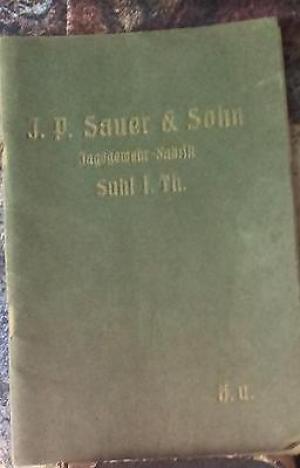 J. P. Sauer & Sohn
Jagdgewehr-Fabrik
Suhl i. Th.
H. U.